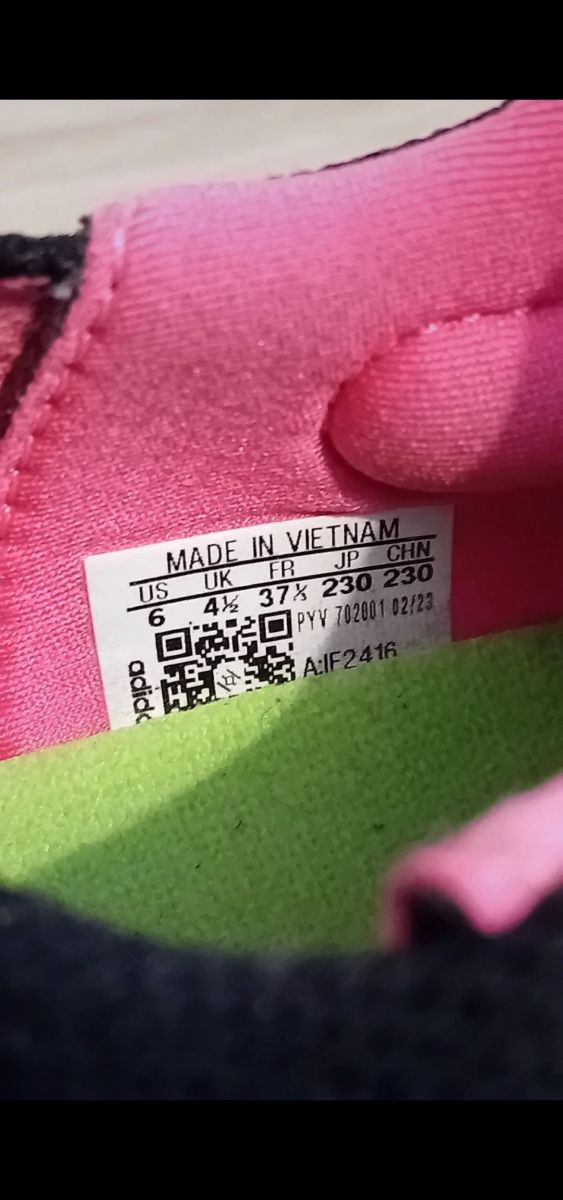 MADE IN VIETNAM
US UK FR JP CHN
6 4½ 37⅓ 230 230
PYV 702001 02/23
A:IF2416
adid